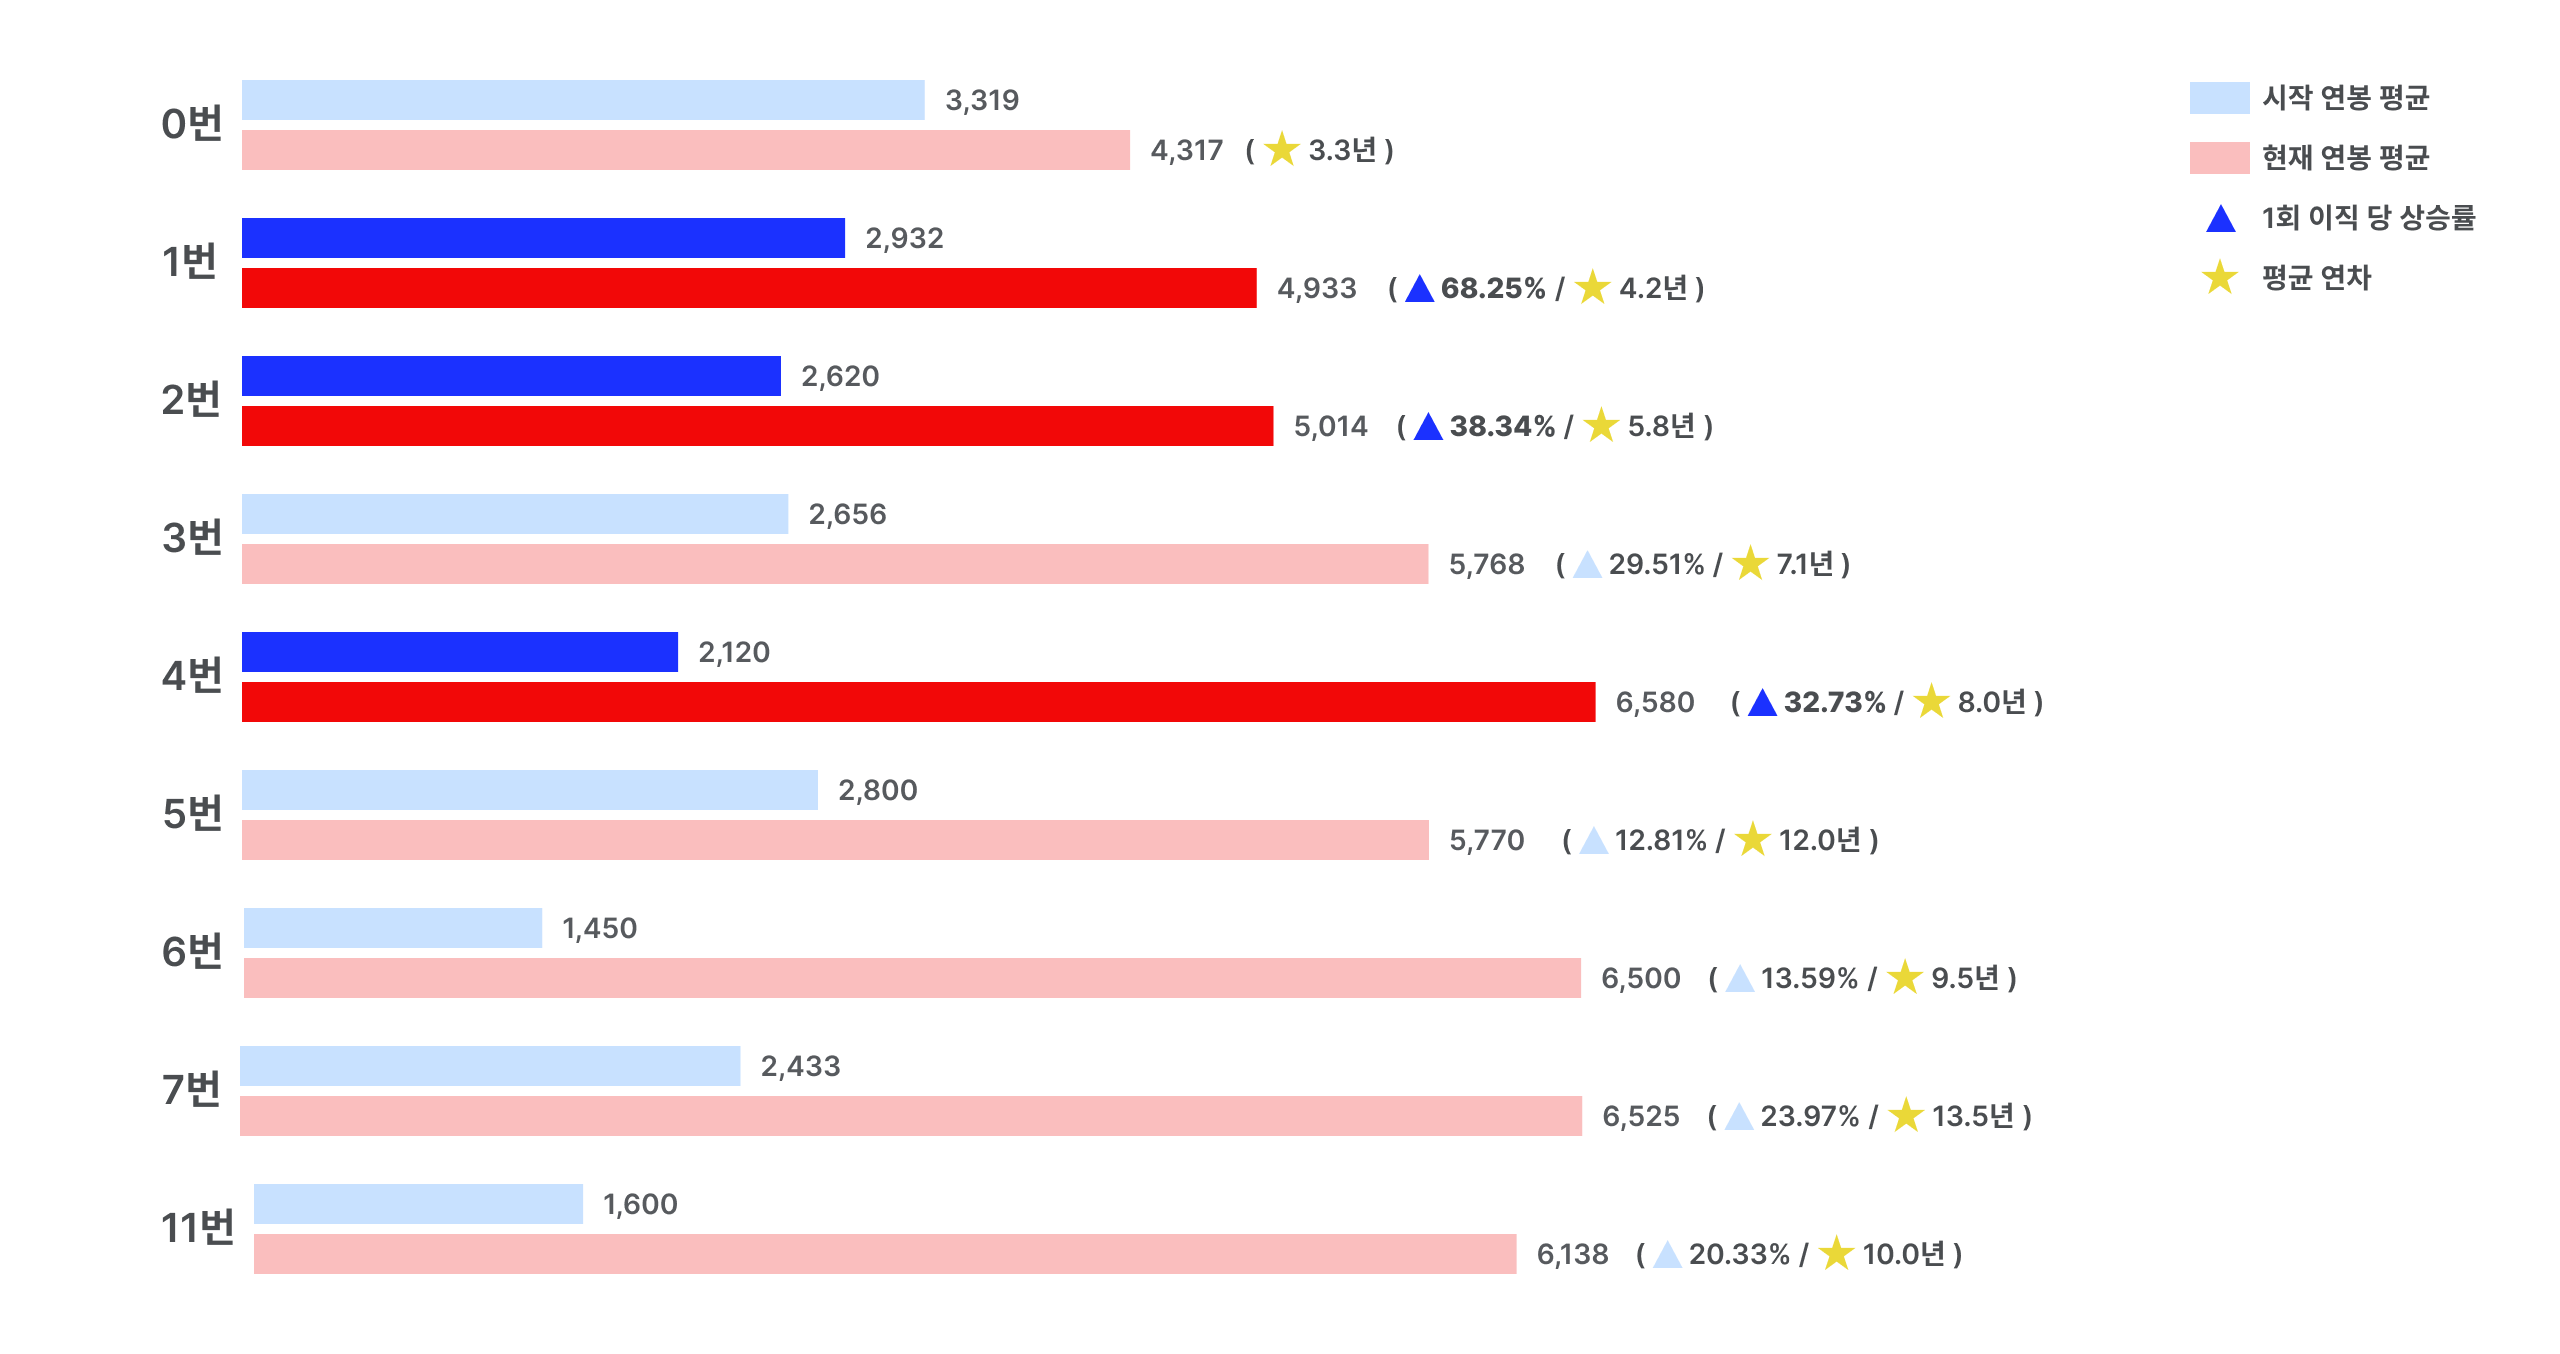 0번
3,319
4,317 ( ★ 3.3년 )
1번
2,932
4,933 ( ▲ 68.25% / ★ 4.2년 )
2번
2,620
5,014 ( ▲ 38.34% / ★ 5.8년 )
3번
2,656
5,768 ( ▲ 29.51% / ★ 7.1년 )
4번
2,120
6,580 ( ▲ 32.73% / ★ 8.0년 )
5번
2,800
5,770 ( ▲ 12.81% / ★ 12.0년 )
6번
1,450
6,500 ( ▲ 13.59% / ★ 9.5년 )
7번
2,433
6,525 ( ▲ 23.97% / ★ 13.5년 )
11번
1,600
6,138 ( ▲ 20.33% / ★ 10.0년 )
시작 연봉 평균
현재 연봉 평균
▲ 1회 이직 당 상승률
★ 평균 연차